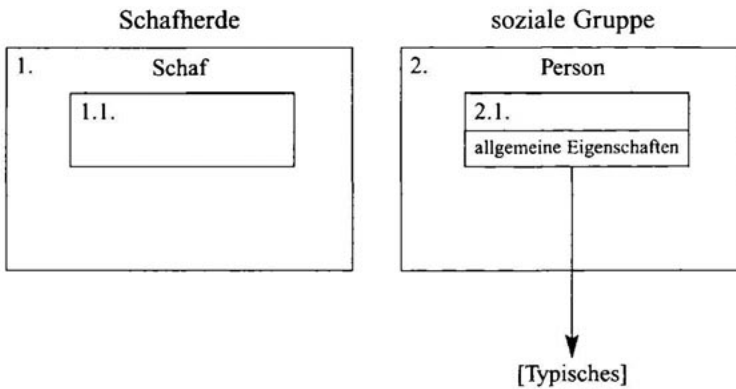 Schafherde
soziale Gruppe
1. Schaf
1.1.
2. Person
2.1.
allgemeine Eigenschaften
[Typisches]